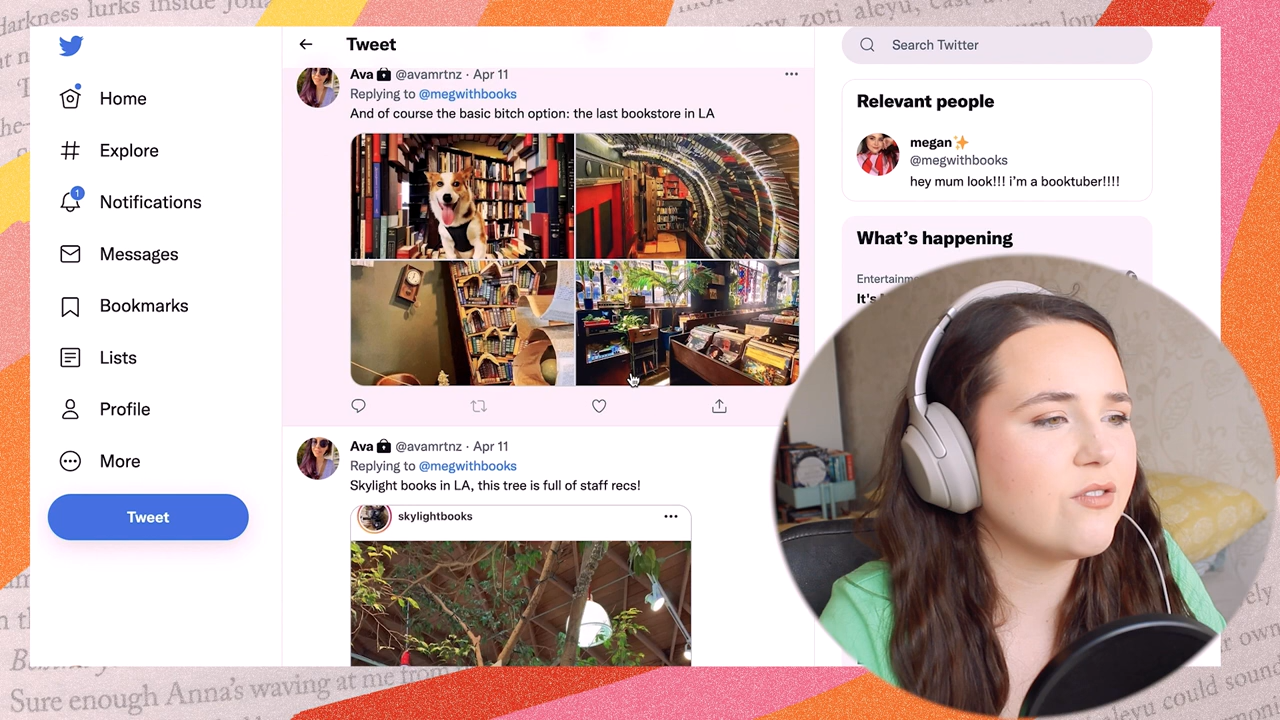 darkness lurks inside
Home
Explore
1
Notifications
Messages
Bookmarks
Lists
Profile
More
Tweet
Tweet
Ava @avamrtnz · Apr 11
Replying to @megwithbooks
And of course the basic bitch option: the last bookstore in LA
Ava @avamrtnz · Apr 11
Replying to @megwithbooks
Skylight books in LA, this tree is full of staff recs!
skylightbooks
Search Twitter
Relevant people
megan✨
@megwithbooks
hey mum look!!! i'm a booktuber!!!!
What's happening
Sure enough Anna's waving at me from